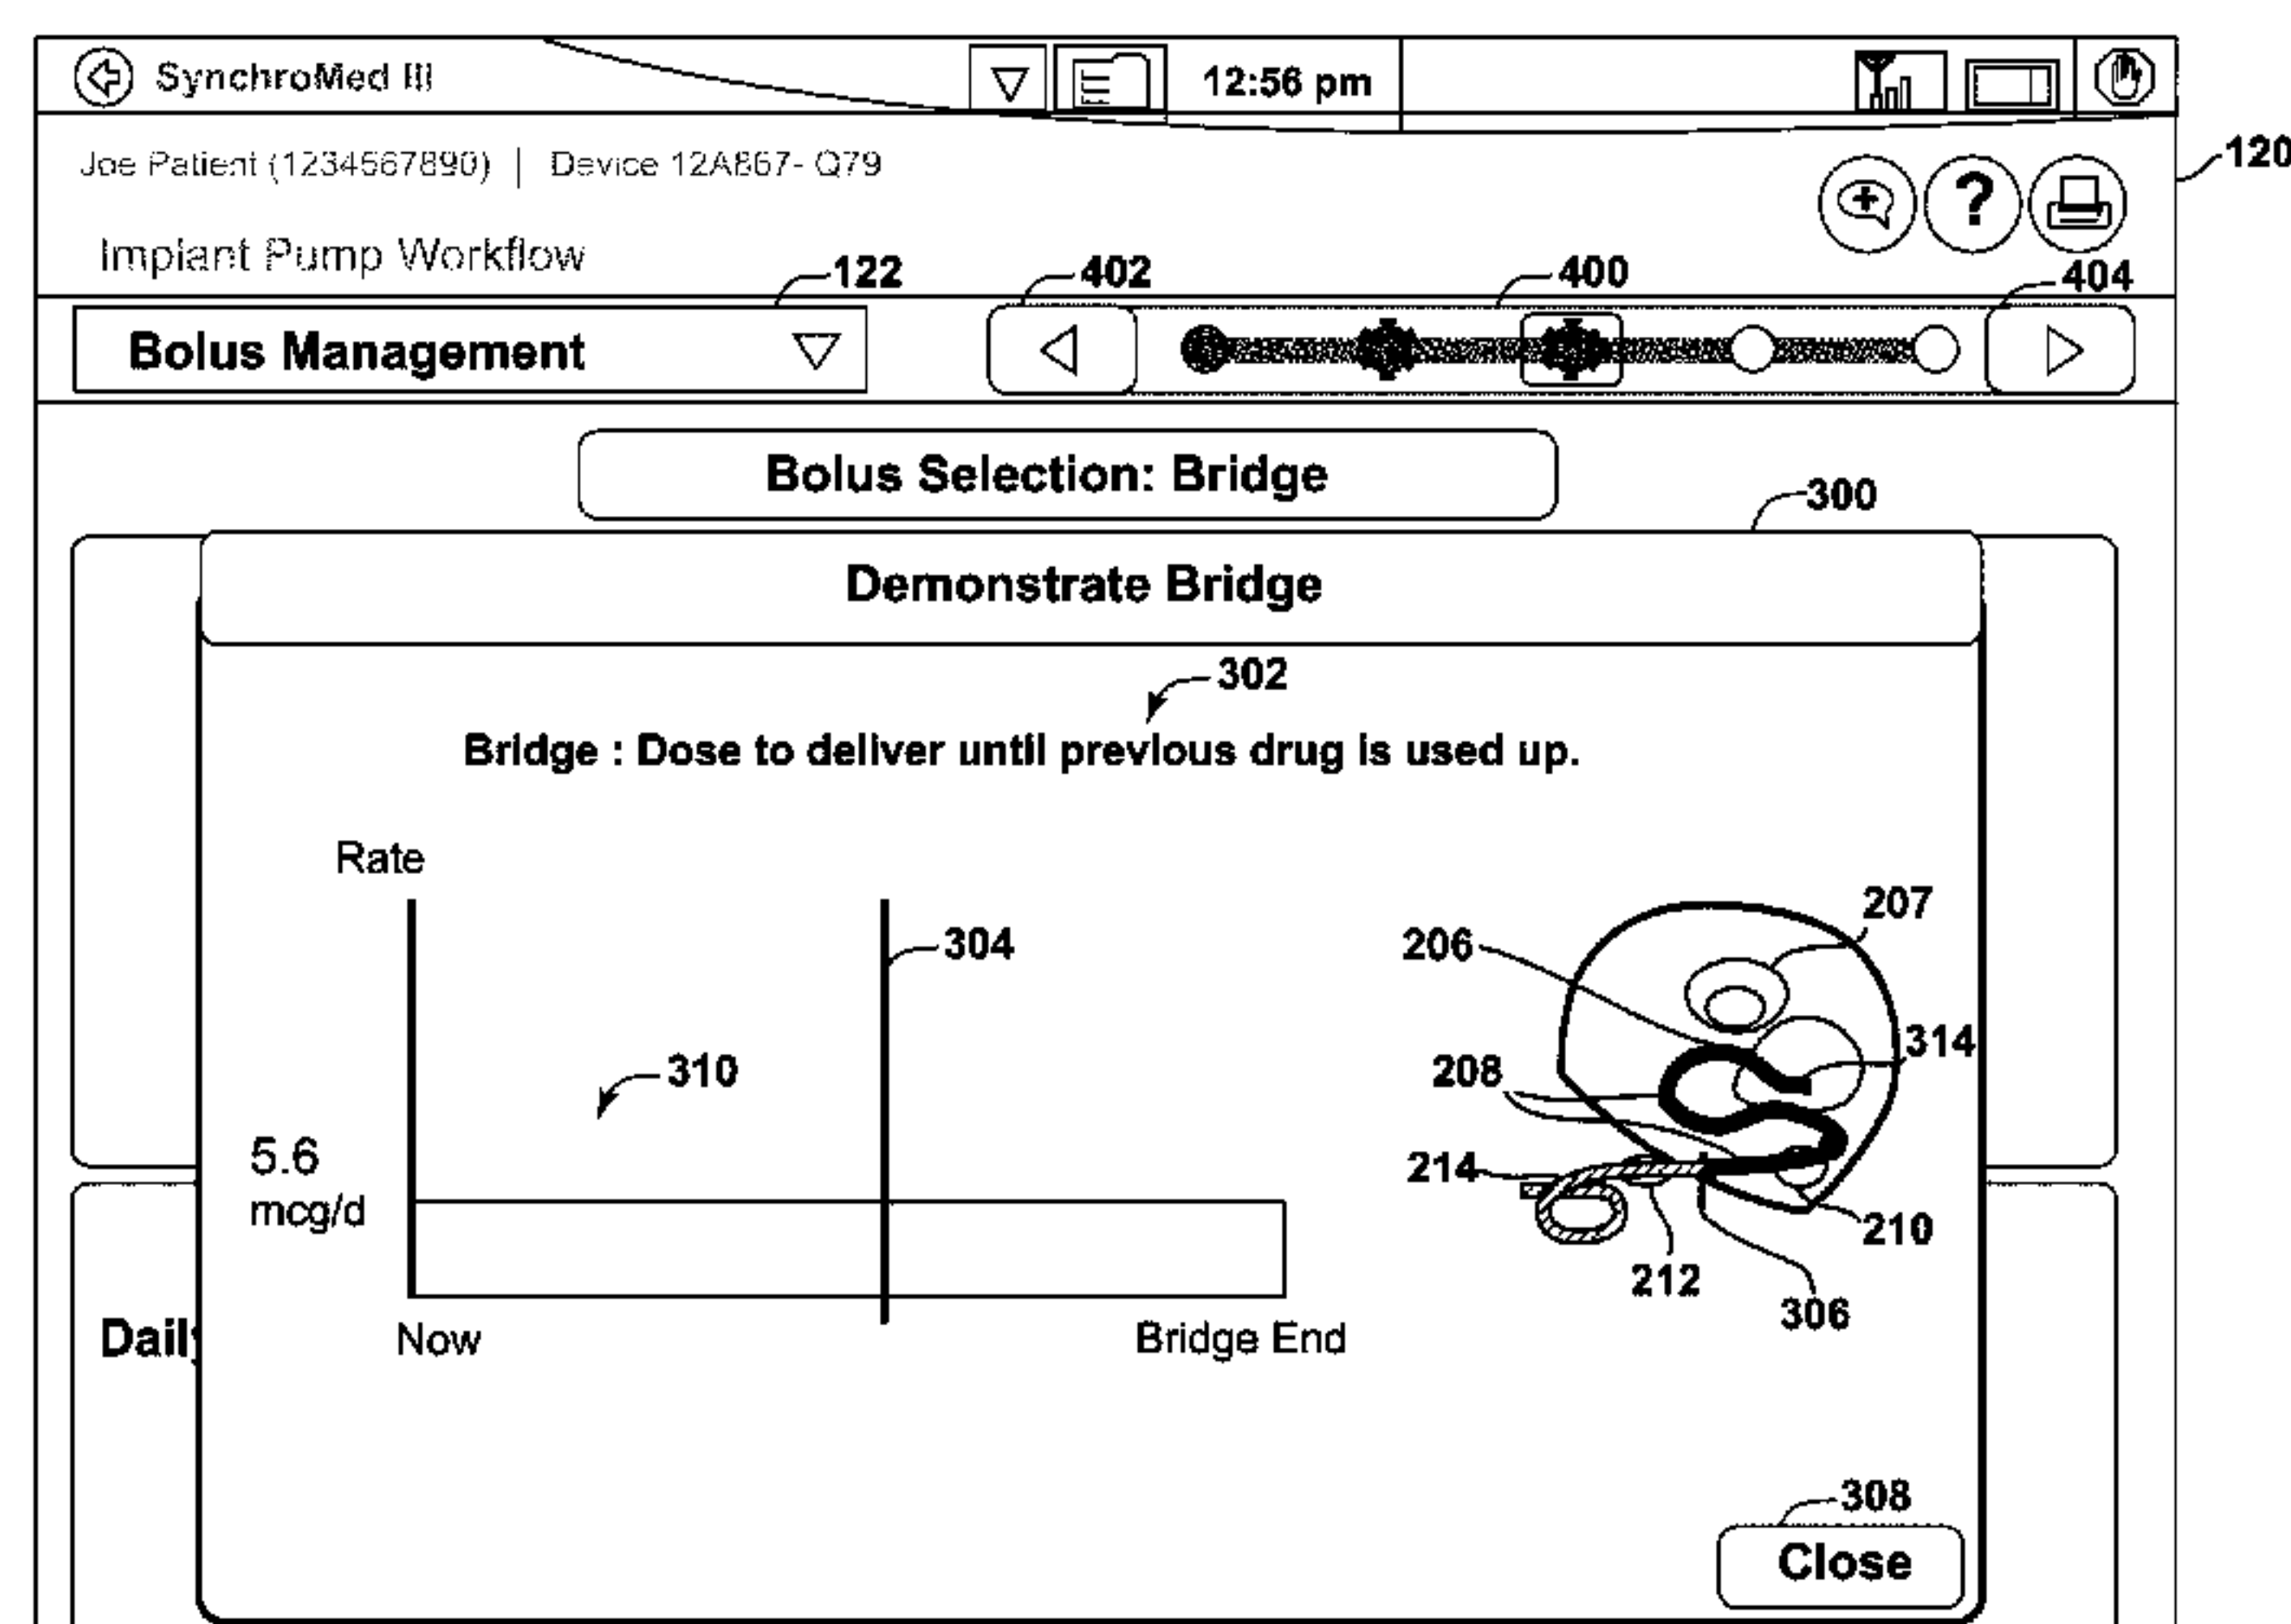 SynchroMed III
12:56 pm
120
Joe Patient (1234567890) | Device 12A867- Q79
?
Implant Pump Workflow
122
402
400
404
Bolus Management
Bolus Selection: Bridge
300
Demonstrate Bridge
302
Bridge : Dose to deliver until previous drug is used up.
Rate
207
304
206
314
310
208
5.6
mcg/d
214
210
212
306
Now
Bridge End
Daily
308
Close